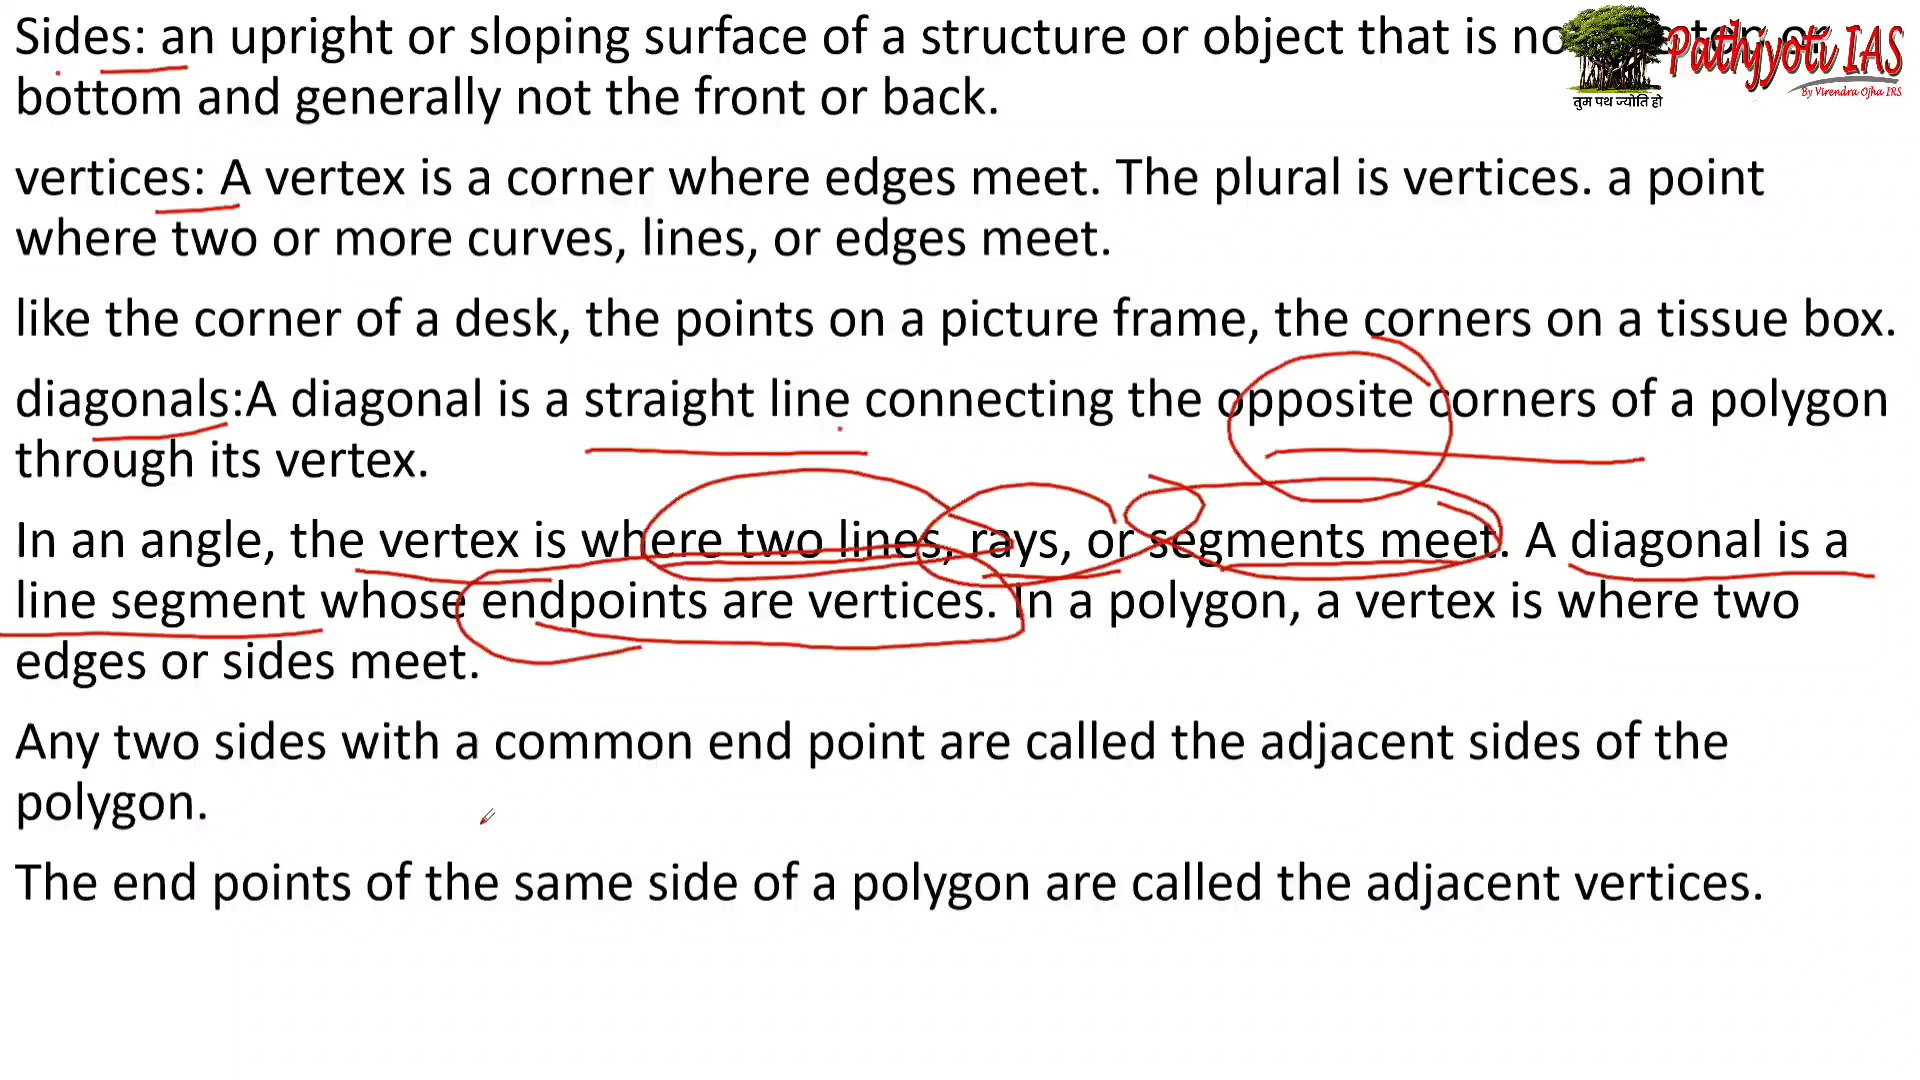 Sides: an upright or sloping surface of a structure or object that is or
bottom and generally not the front or back.
vertices: A vertex is a corner where edges meet. The plural is vertices. a point
where two or more curves, lines, or edges meet.
like the corner of a desk, the points on a picture frame, the corners on a tissue box.
diagonals:A diagonal is a straight line connecting the opposite corners of a polygon
through its vertex.
In an angle, the vertex is where two lines, rays, or segments meet. A diagonal is a
line segment whose endpoints are vertices. In a polygon, a vertex is where two
edges or sides meet.
Any two sides with a common end point are called the adjacent sides of the
polygon.
The end points of the same side of a polygon are called the adjacent vertices.
Pathjyoti IAS
By Virendra Ojha IRS
तुम पथ ज्योति हो